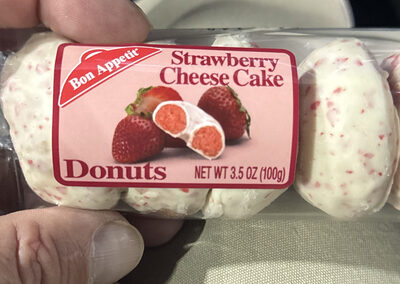 Bon Appetit
Strawberry
Cheese Cake
Donuts
NET WT 3.5 OZ (100g)